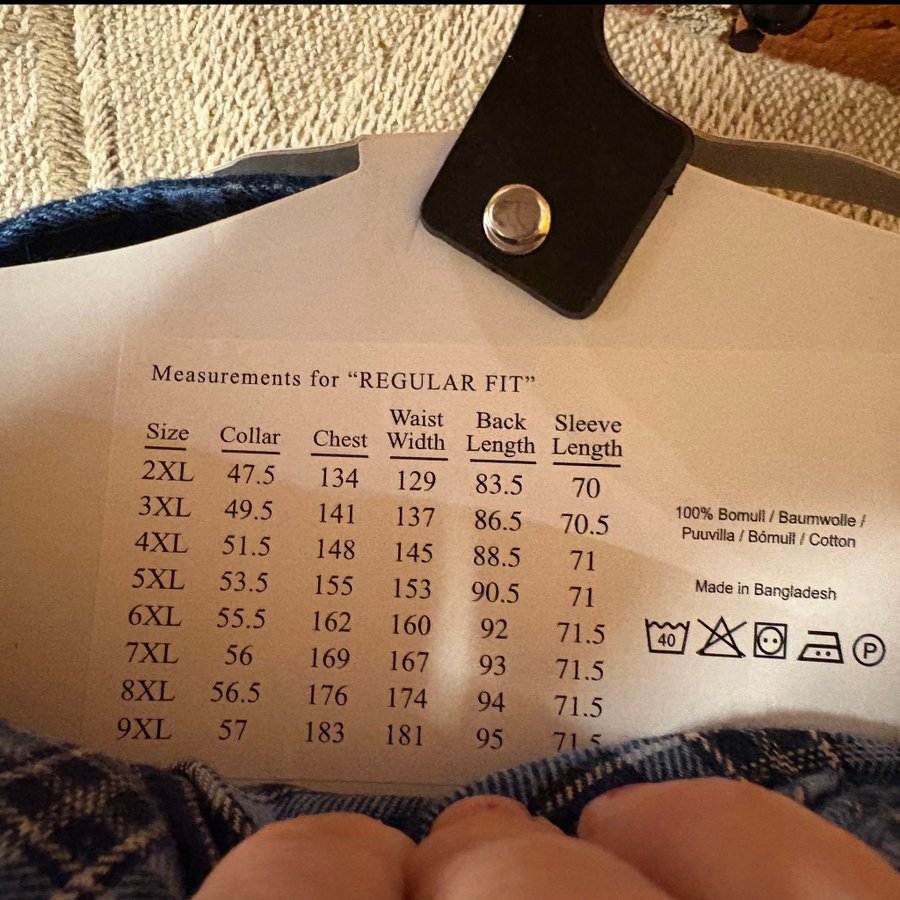 Measurements for “REGULAR FIT”
Size Collar Chest Waist Width Back Length Sleeve Length
2XL 47.5 134 129 83.5 70
3XL 49.5 141 137 86.5 70.5
4XL 51.5 148 145 88.5 71
5XL 53.5 155 153 90.5 71
6XL 55.5 162 160 92 71.5
7XL 56 169 167 93 71.5
8XL 56.5 176 174 94 71.5
9XL 57 183 181 95 71.5
100% Bomull / Baumwolle /
Puuvilla / Bómull / Cotton
Made in Bangladesh
40 P